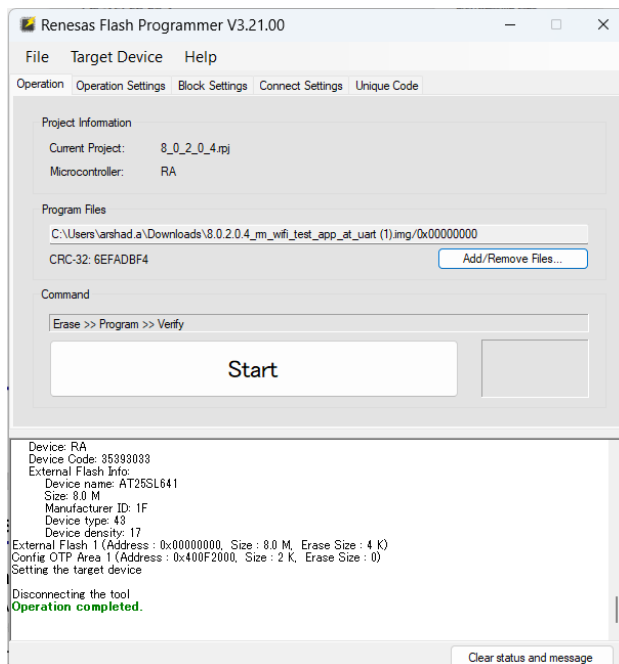 Renesas Flash Programmer V3.21.00
File Target Device Help
Operation Operation Settings Block Settings Connect Settings Unique Code
Project Information
Current Project: 8_0_2_0_4.rpj
Microcontroller: RA
Program Files
C:\Users\arshad.a\Downloads\8.0.2.0.4_rm_wifi_test_app_at_uart (1).img/0x00000000
CRC-32: 6EFADBF4 Add/Remove Files...
Command
Erase >> Program >> Verify
Start
Device: RA
Device Code: 35393033
External Flash Info:
Device name: AT25SL641
Size: 8.0 M
Manufacturer ID: 1F
Device type: 43
Device density: 17
External Flash 1 (Address : 0x00000000, Size : 8.0 M, Erase Size : 4 K)
Config OTP Area 1 (Address : 0x400F2000, Size : 2 K, Erase Size : 0)
Setting the target device
Disconnecting the tool
Operation completed.
Clear status and message